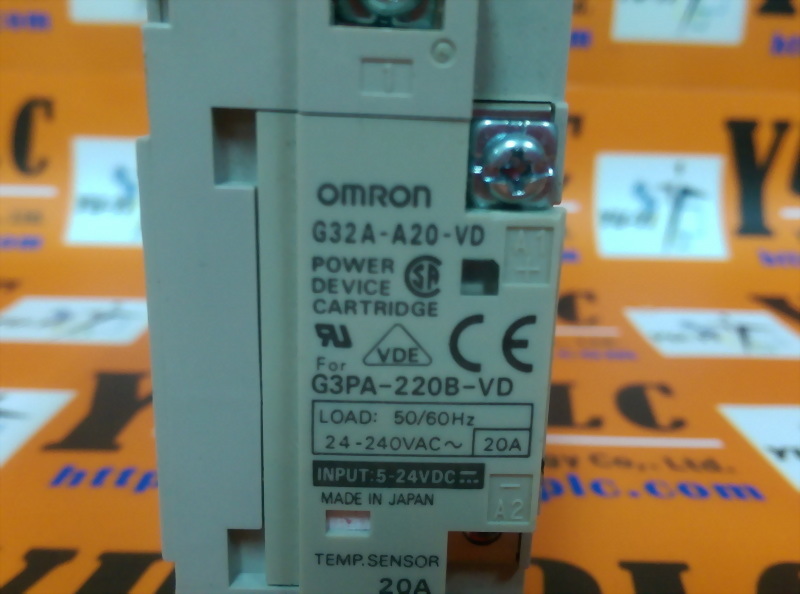 OMRON
G32A-A20-VD
A1
+
POWER
DEVICE
CARTRIDGE
VDE
CE
For
G3PA-220B-VD
LOAD: 50/60Hz
24-240VAC~ 20A
INPUT:5-24VDC
MADE IN JAPAN
A2
TEMP.SENSOR
20A